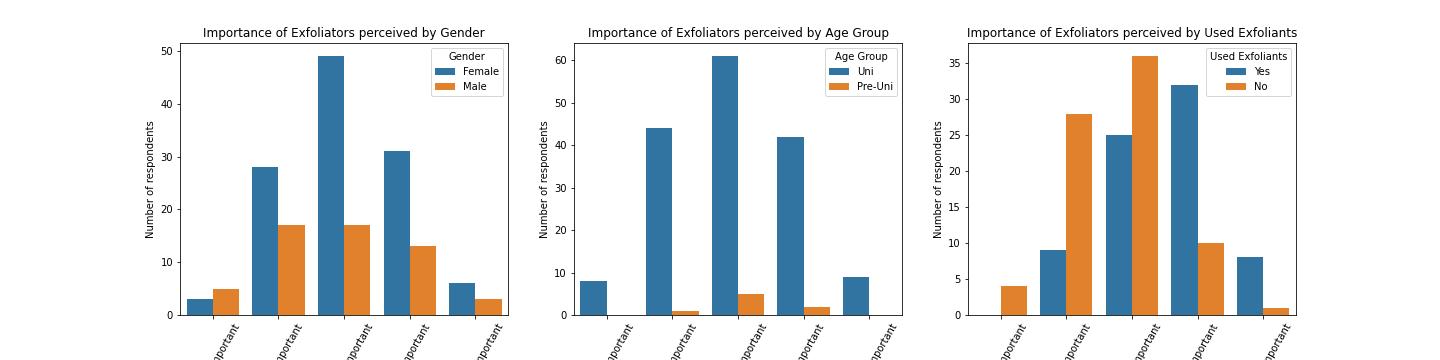 Importance of Exfoliators perceived by Gender
Number of respondents
50
40
30
20
10
0
Gender
Female
Male
Importance of Exfoliators perceived by Age Group
Number of respondents
60
50
40
30
20
10
0
Age Group
Uni
Pre-Uni
Importance of Exfoliators perceived by Used Exfoliants
Number of respondents
35
30
25
20
15
10
5
0
Used Exfoliants
Yes
No